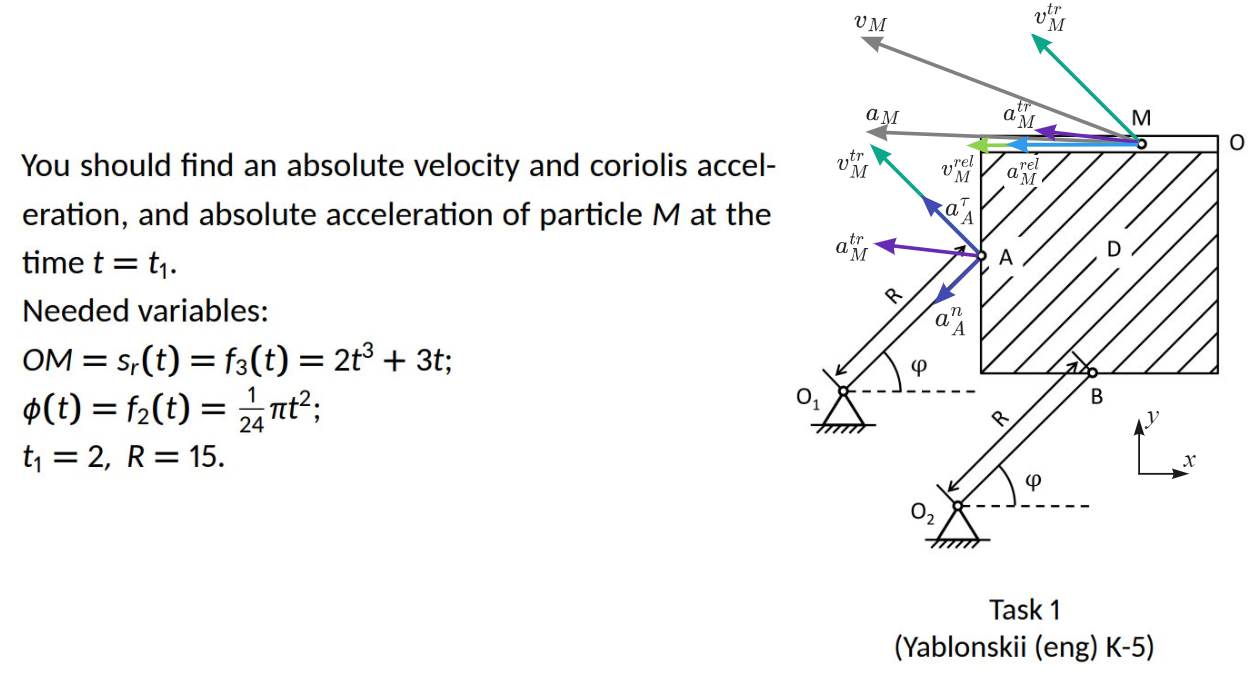 You should find an absolute velocity and coriolis accel-
eration, and absolute acceleration of particle M at the
time t = t₁.
Needed variables:
OM = sᵣ(t) = f₃(t) = 2t³ + 3t;
ϕ(t) = f₂(t) = 1/24 πt²;
t₁ = 2, R = 15.
v_M
v_M^{tr}
a_M
a_M^{tr}
M
O
v_M^{tr}
v_M^{rel}
a_M^{rel}
a_A^τ
a_M^{tr}
A
D
R
a_A^n
φ
O₁
B
R
y
x
φ
O₂
Task 1
(Yablonskii (eng) K-5)